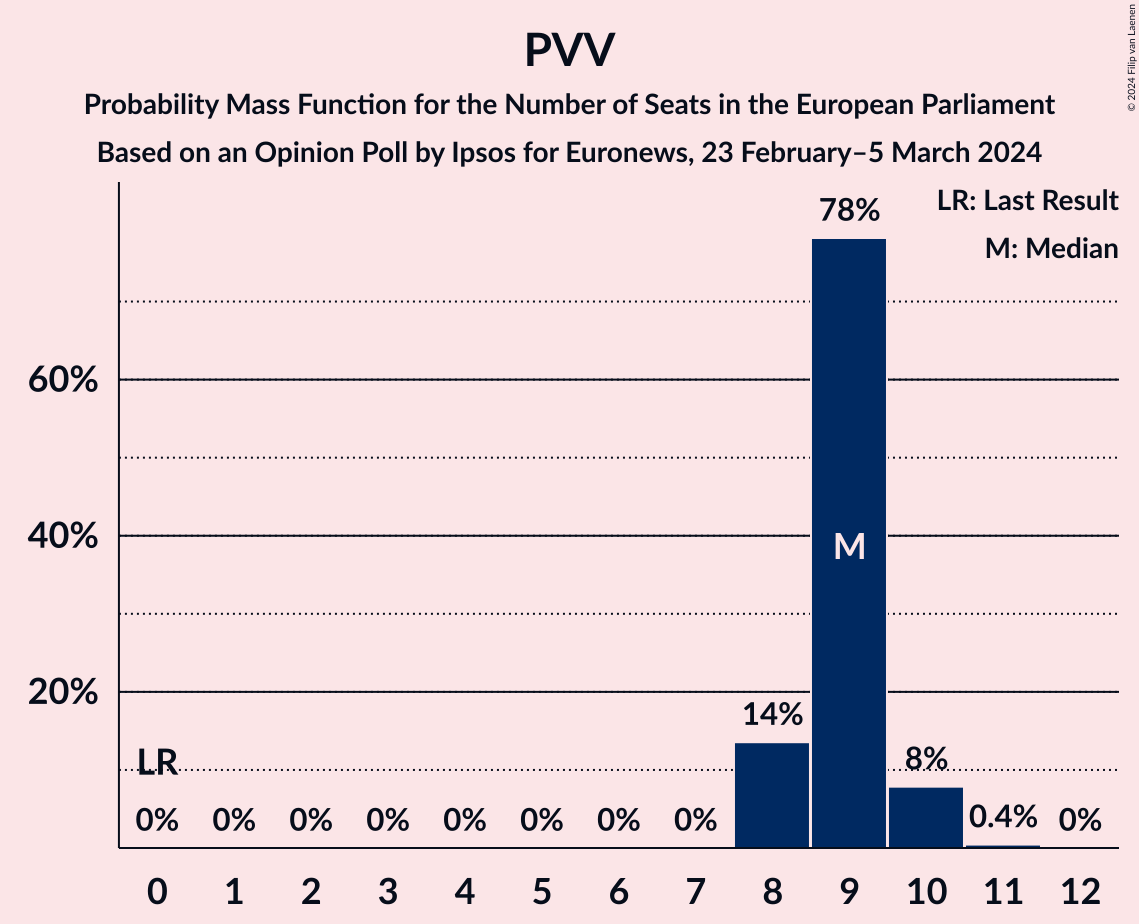 PVV
Probability Mass Function for the Number of Seats in the European Parliament
Based on an Opinion Poll by Ipsos for Euronews, 23 February–5 March 2024
© 2024 Filip van Laenen
LR: Last Result
M: Median
78%
60%
40%
M
20%
14%
LR
8%
0% 0% 0% 0% 0% 0% 0% 0% 0.4% 0%
0 1 2 3 4 5 6 7 8 9 10 11 12